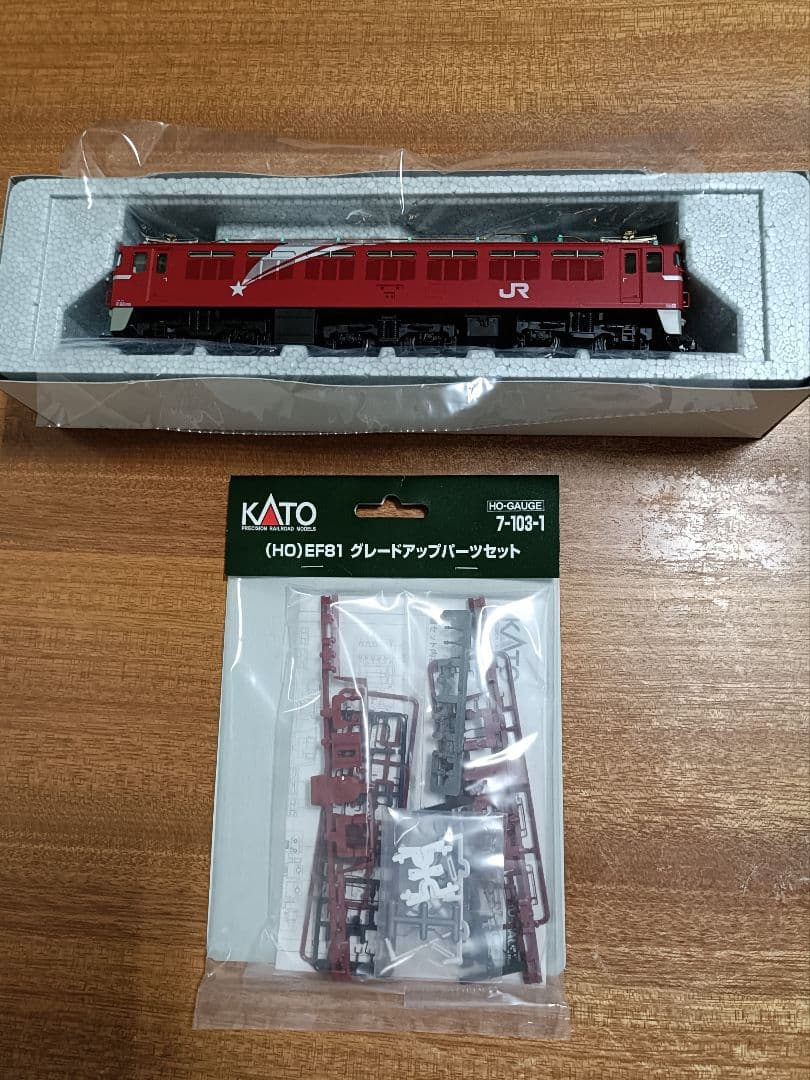 JR
KATO
PRECISION RAILROAD MODELS
HO-GAUGE
7-103-1
(HO)EF81 グレードアップパーツセット
KATO